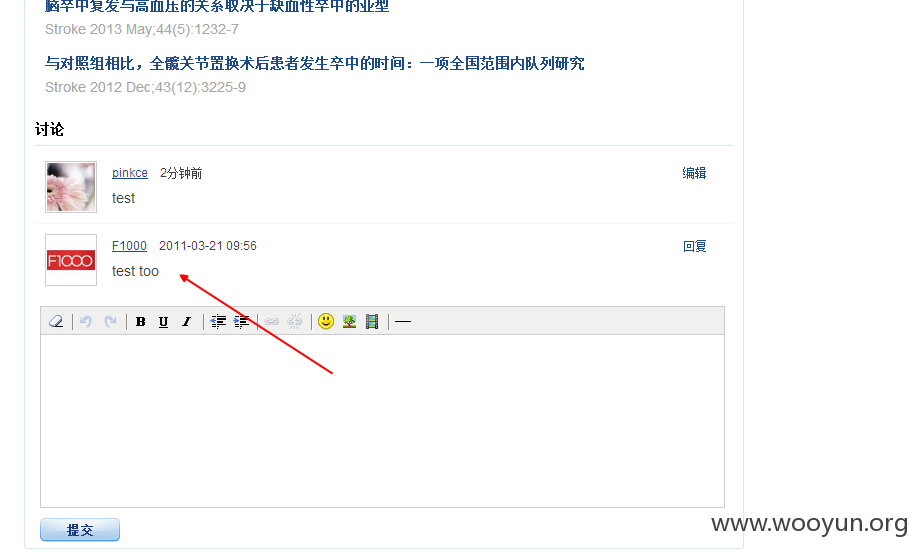 脑卒中复发与高血压的关系取决于缺血性卒中的亚型
Stroke 2013 May;44(5):1232-7
与对照组相比，全髋关节置换术后患者发生卒中的时间：一项全国范围内队列研究
Stroke 2012 Dec;43(12):3225-9
讨论
pinkce 2分钟前 编辑
test
F1000 F1000 2011-03-21 09:56 回复
test too
B U I
提交
www.wooyun.org